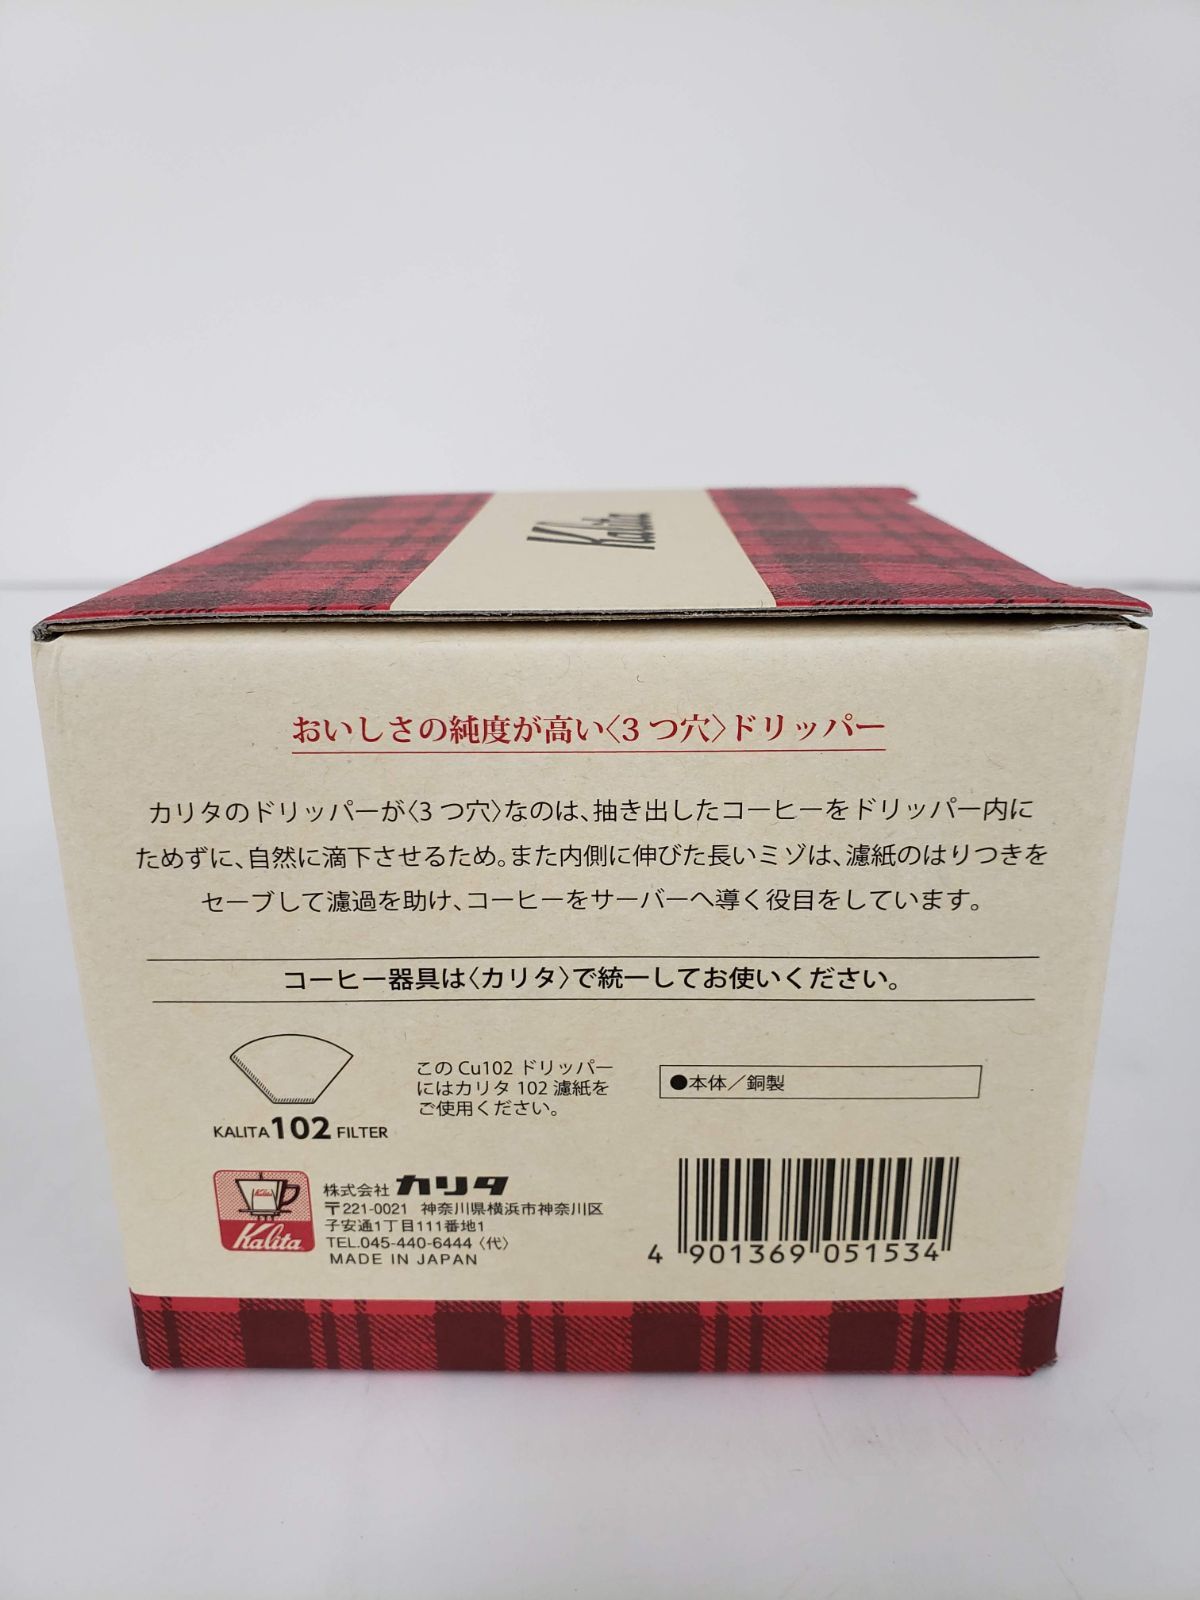 Kalita
おいしさの純度が高い〈3つ穴〉ドリッパー
カリタのドリッパーが〈3つ穴〉なのは、抽き出したコーヒーをドリッパー内に
ためずに、自然に滴下させるため。また内側に伸びた長いミゾは、濾紙のはりつきを
セーブして濾過を助け、コーヒーをサーバーへ導く役目をしています。
コーヒー器具は〈カリタ〉で統一してお使いください。
KALITA 102 FILTER
このCu102ドリッパー
にはカリタ102濾紙を
ご使用ください。
●本体／銅製
Kalita
Kalita
株式会社 カリタ
〒221-0021 神奈川県横浜市神奈川区
子安通1丁目111番地1
TEL.045-440-6444〈代〉
MADE IN JAPAN
4 901369 051534